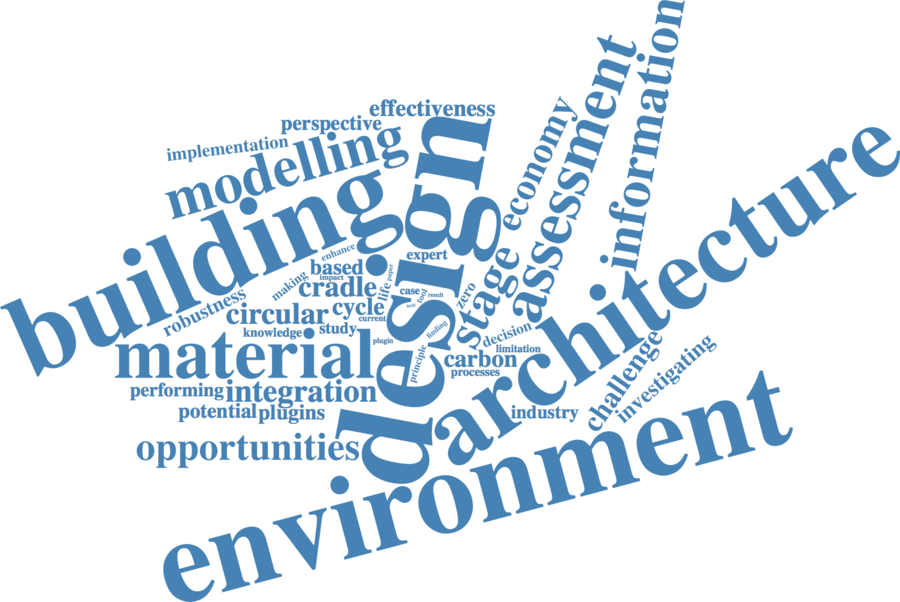 effectiveness
perspective
implementation
modelling
building
design
economy
assessment
information
architecture
stage
enhance
expert
based
impact
paper
making
cradle
life
case
tool
result
zero
robustness
circular
cycle
current
field
knowledge
study
finding
decision
plugin
limitation
material
principle
carbon
processes
challenge
investigating
performing
integration
potential
plugins
industry
opportunities
environment